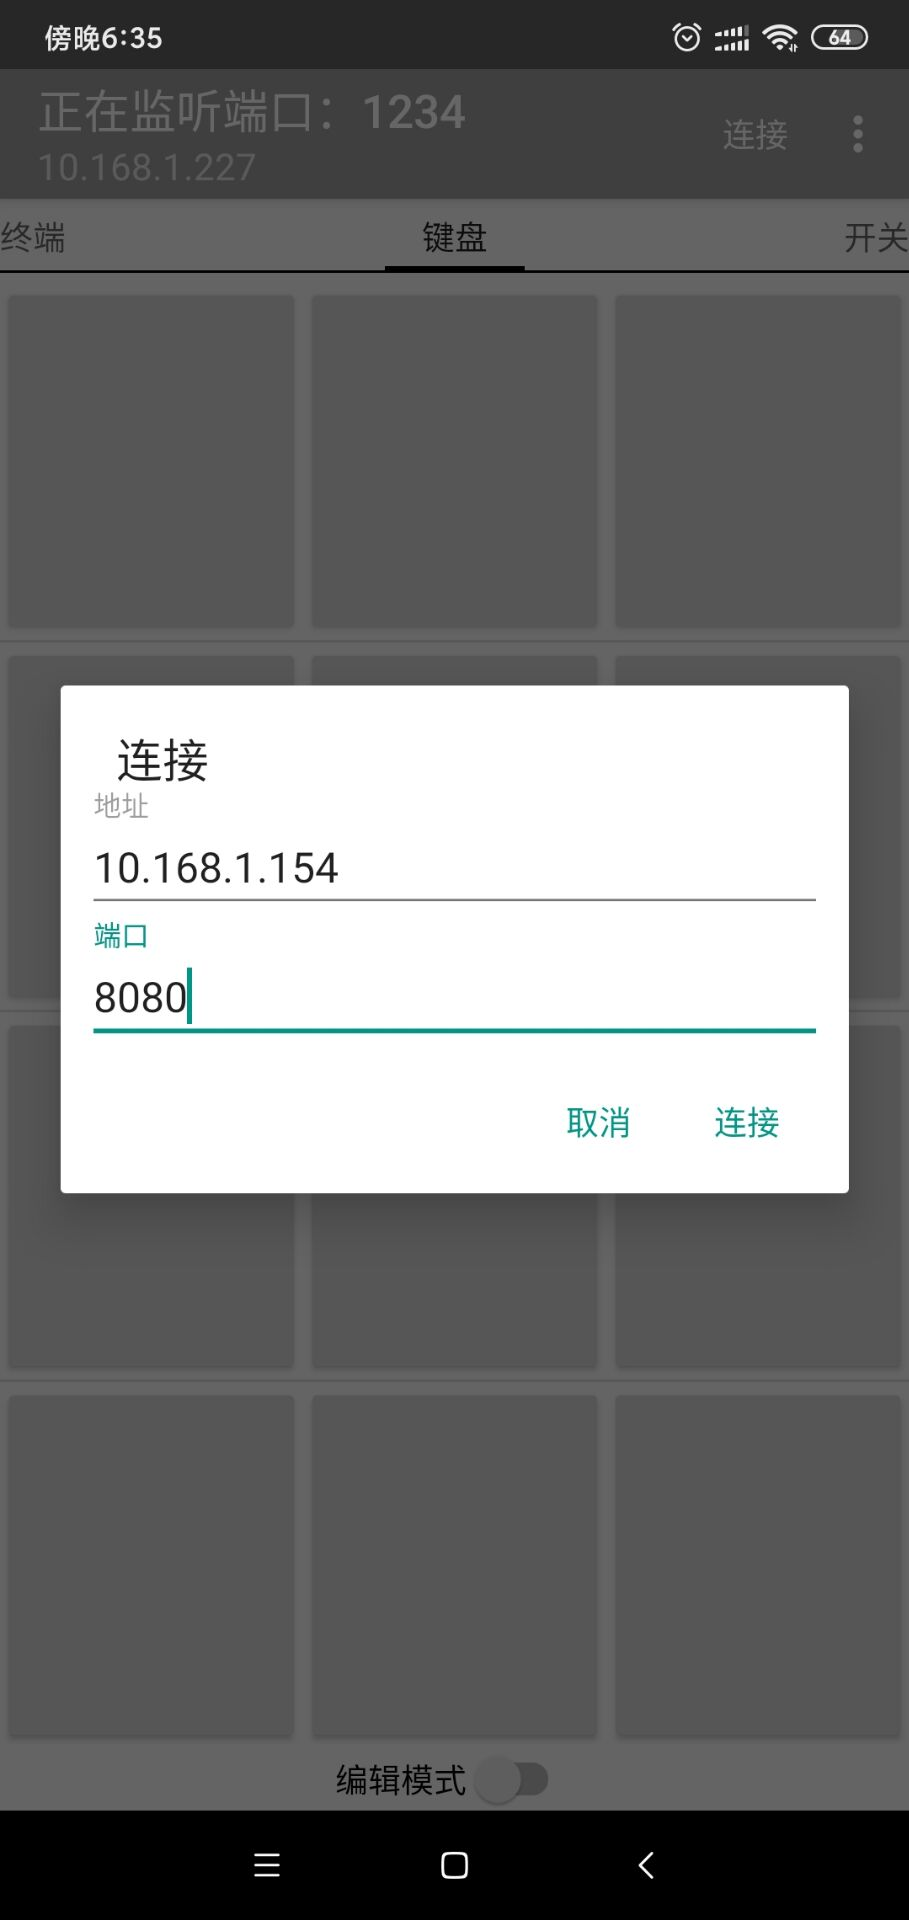 傍晚6:35
64
正在监听端口：1234
10.168.1.227
连接
终端
键盘
开关
连接
地址
10.168.1.154
端口
8080
取消
连接
编辑模式